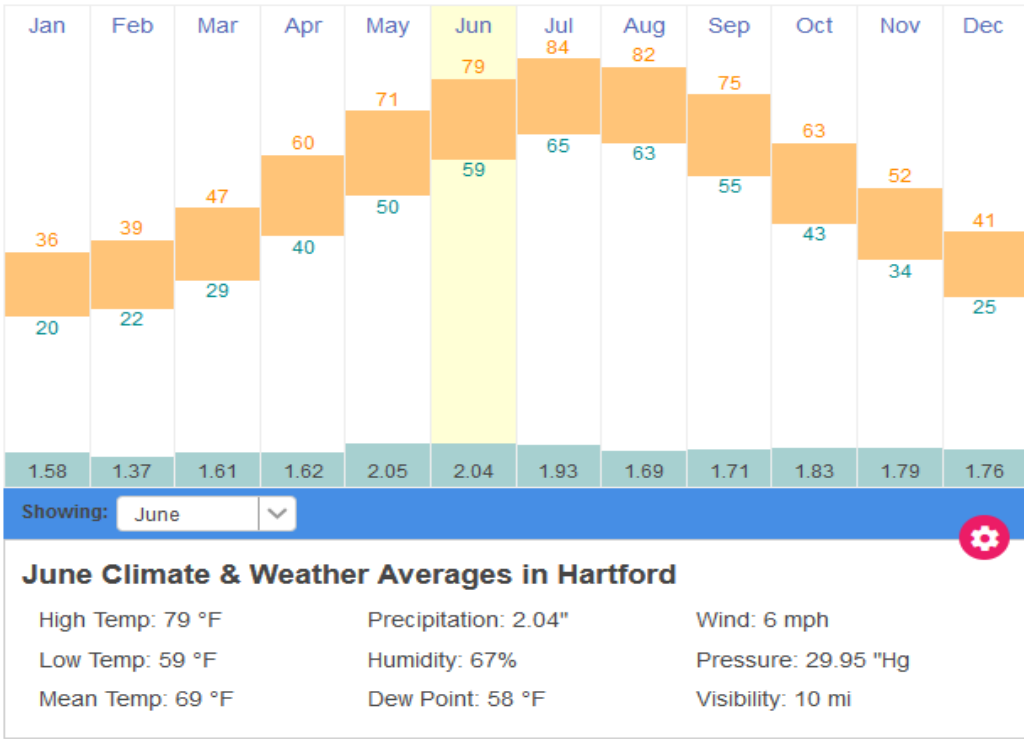 Jan Feb Mar Apr May Jun Jul Aug Sep Oct Nov Dec
36 39 47 60 71 79 84 82 75 63 52 41
20 22 29 40 50 59 65 63 55 43 34 25
1.58 1.37 1.61 1.62 2.05 2.04 1.93 1.69 1.71 1.83 1.79 1.76
Showing: June
June Climate & Weather Averages in Hartford
High Temp: 79 °F Precipitation: 2.04" Wind: 6 mph
Low Temp: 59 °F Humidity: 67% Pressure: 29.95 "Hg
Mean Temp: 69 °F Dew Point: 58 °F Visibility: 10 mi